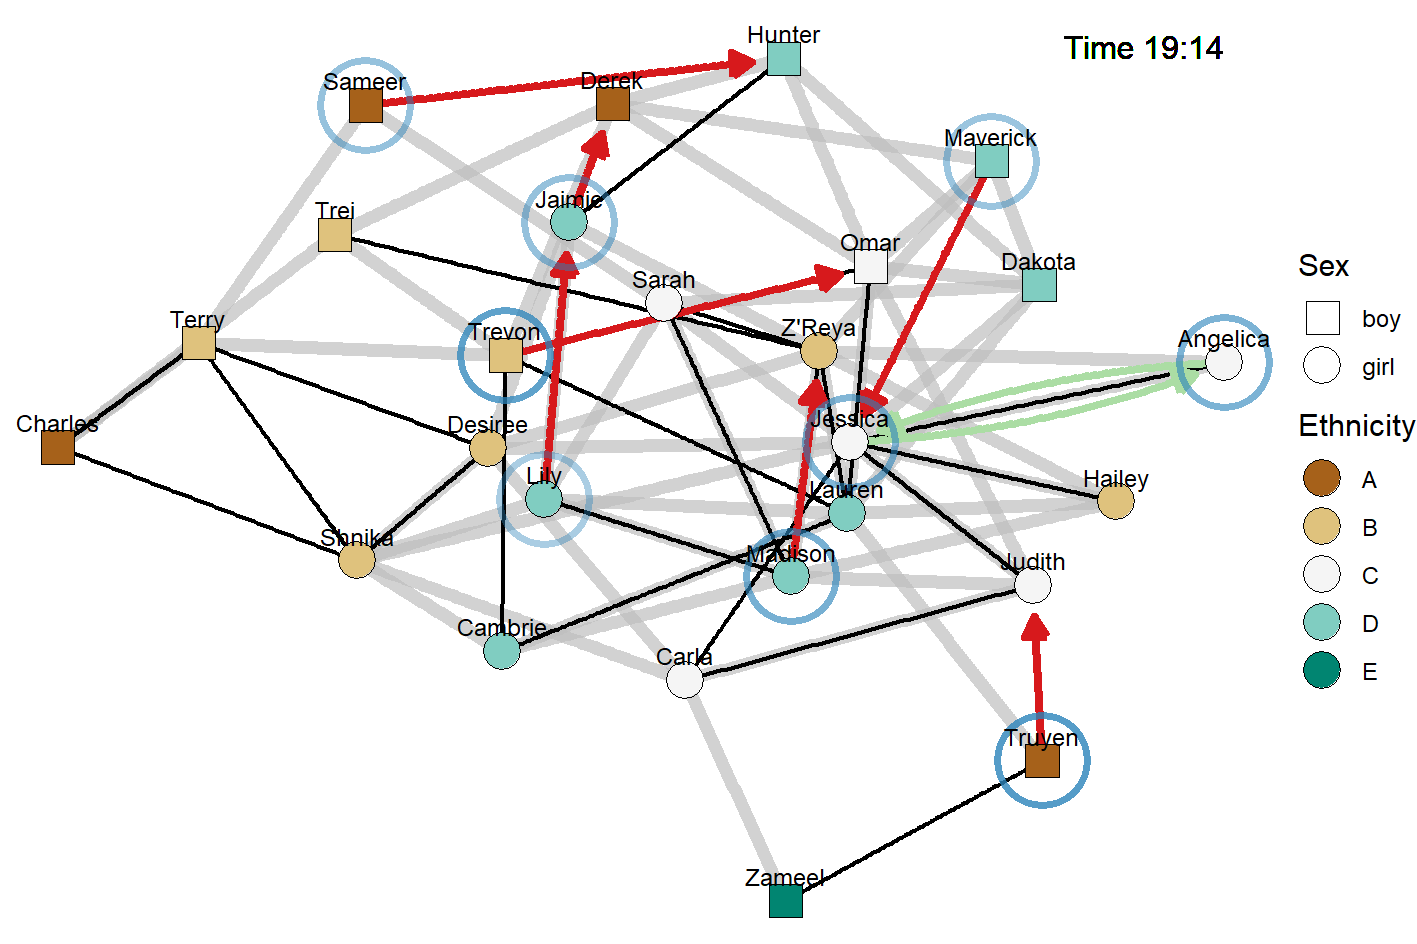 Hunter
Time 19:14
Sameer
Derek
Maverick
Jaimie
Trei
Omar
Dakota
Sarah
Sex
Terry
Trevon
Z'Reya
boy
Angelica
girl
Charles
Desiree
Jessica
Ethnicity
Lily
Lauren
Hailey
A
B
Shnika
Madison
Judith
C
Cambrie
D
Carla
E
Truyen
Zameel